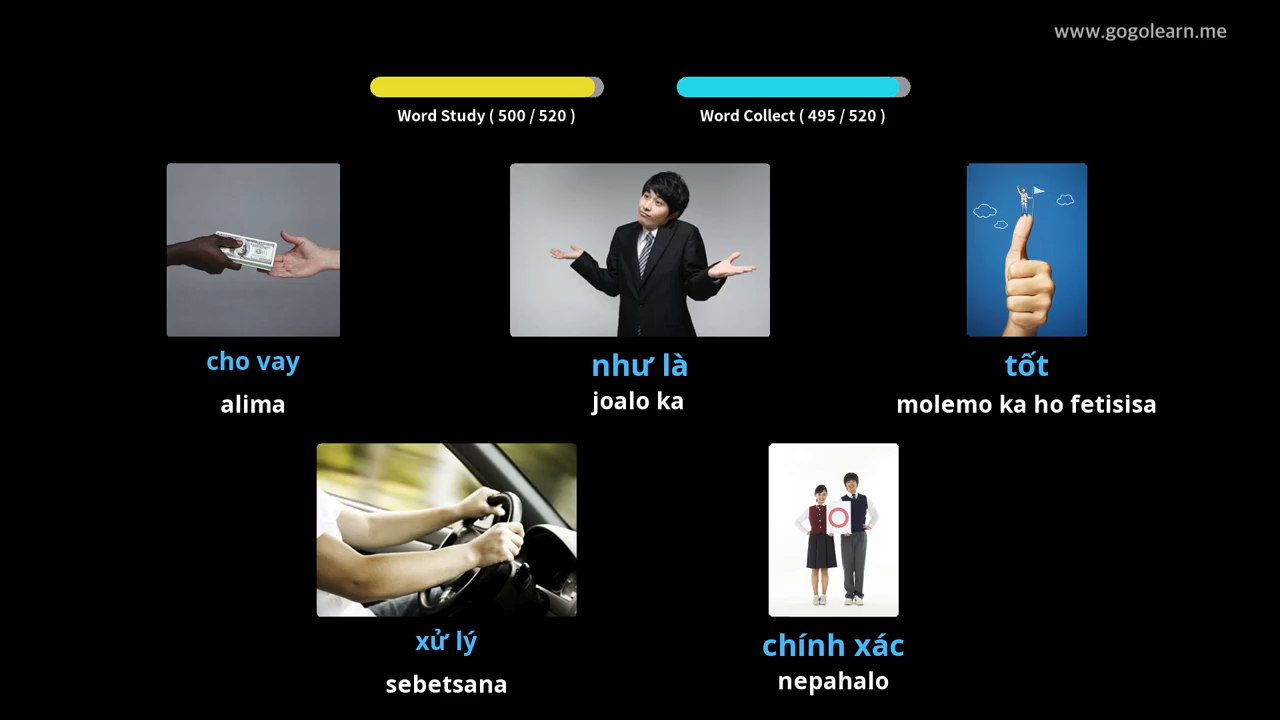 www.gogolearn.me
Word Study ( 500 / 520 )
Word Collect ( 495 / 520 )
cho vay
alima
như là
joalo ka
tốt
molemo ka ho fetisisa
xử lý
sebetsana
chính xác
nepahalo